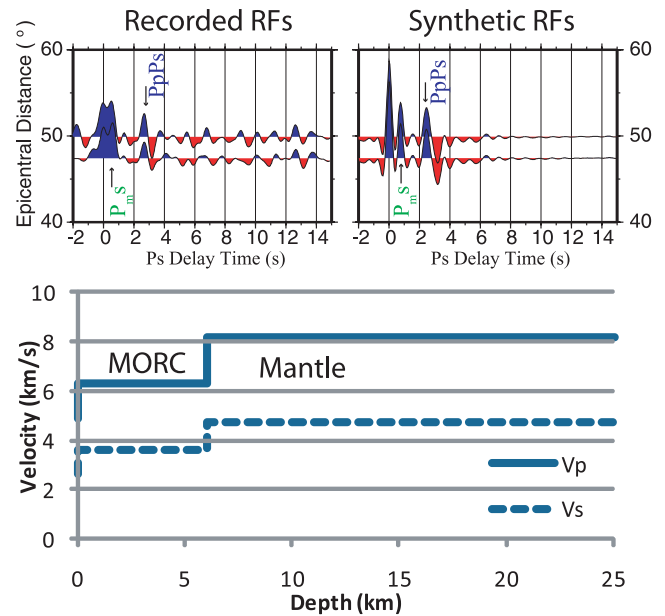 Recorded RFs Synthetic RFs
Epicentral Distance (°)
60
50
40
PpPs
Pms
-2 0 2 4 6 8 10 12 14
Ps Delay Time (s)
60
50
40
PpPs
Pms
-2 0 2 4 6 8 10 12 14
Ps Delay Time (s)
Velocity (km/s)
10
8
6
4
2
0
MORC Mantle
Vp
Vs
0 5 10 15 20 25
Depth (km)